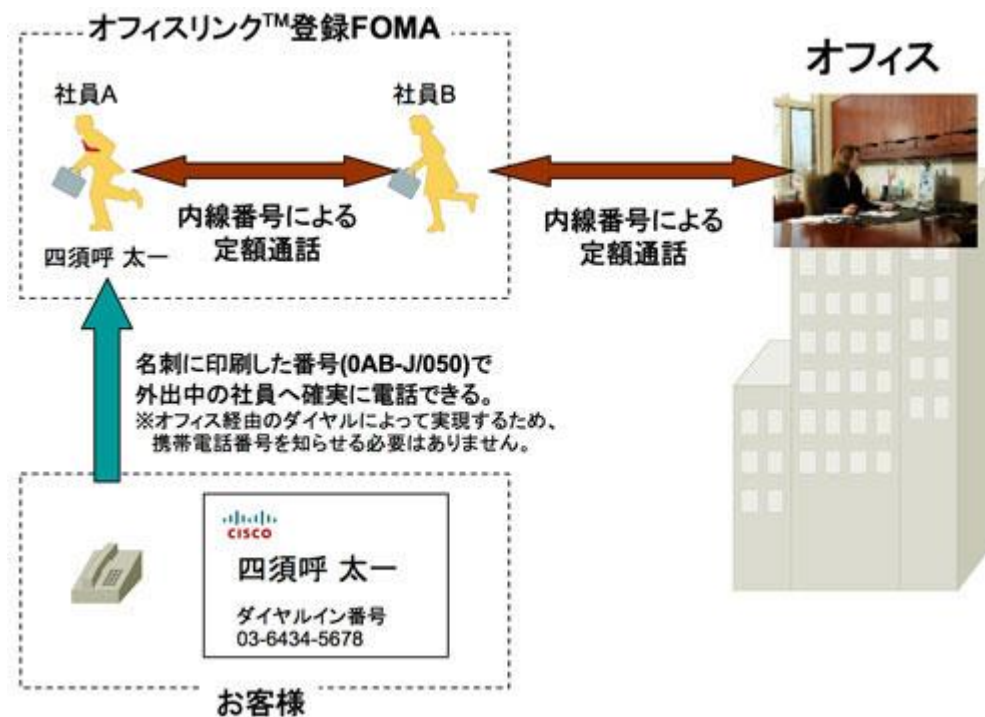 オフィスリンク™登録FOMA
オフィス
社員A
社員B
内線番号による
定額通話
内線番号による
定額通話
四須呼 太一
名刺に印刷した番号(0AB-J/050)で
外出中の社員へ確実に電話できる。
※オフィス経由のダイヤルによって実現するため、
携帯電話番号を知らせる必要はありません。
CISCO
四須呼 太一
ダイヤルイン番号
03-6434-5678
お客様